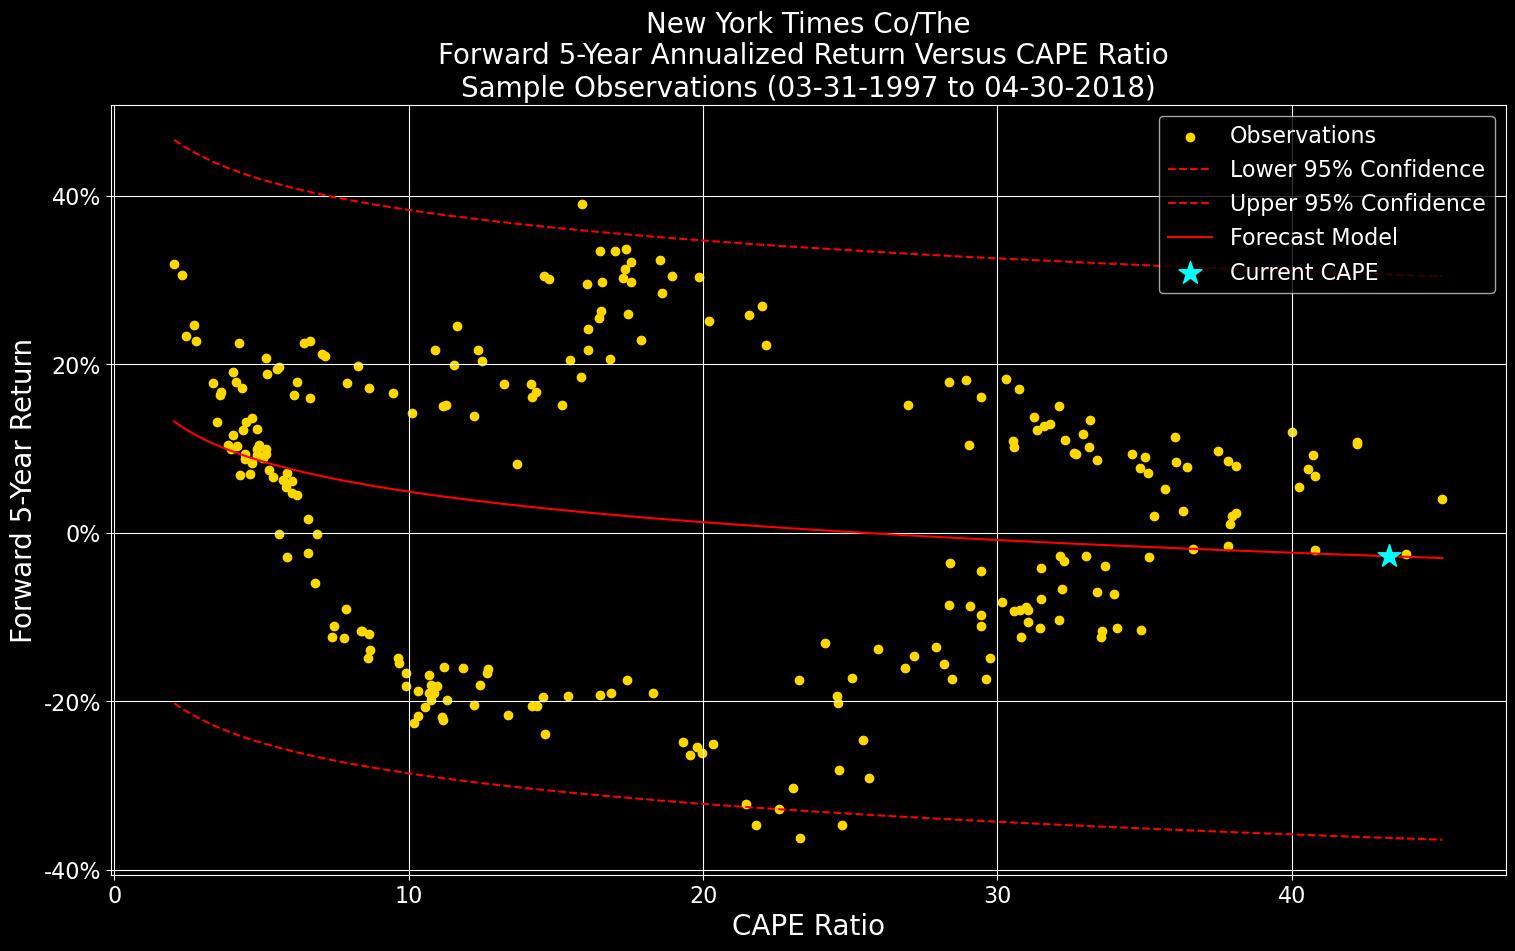 New York Times Co/The
Forward 5-Year Annualized Return Versus CAPE Ratio
Sample Observations (03-31-1997 to 04-30-2018)
Observations
Lower 95% Confidence
Upper 95% Confidence
Forecast Model
Current CAPE
Forward 5-Year Return
40%
20%
0%
-20%
-40%
0 10 20 30 40
CAPE Ratio